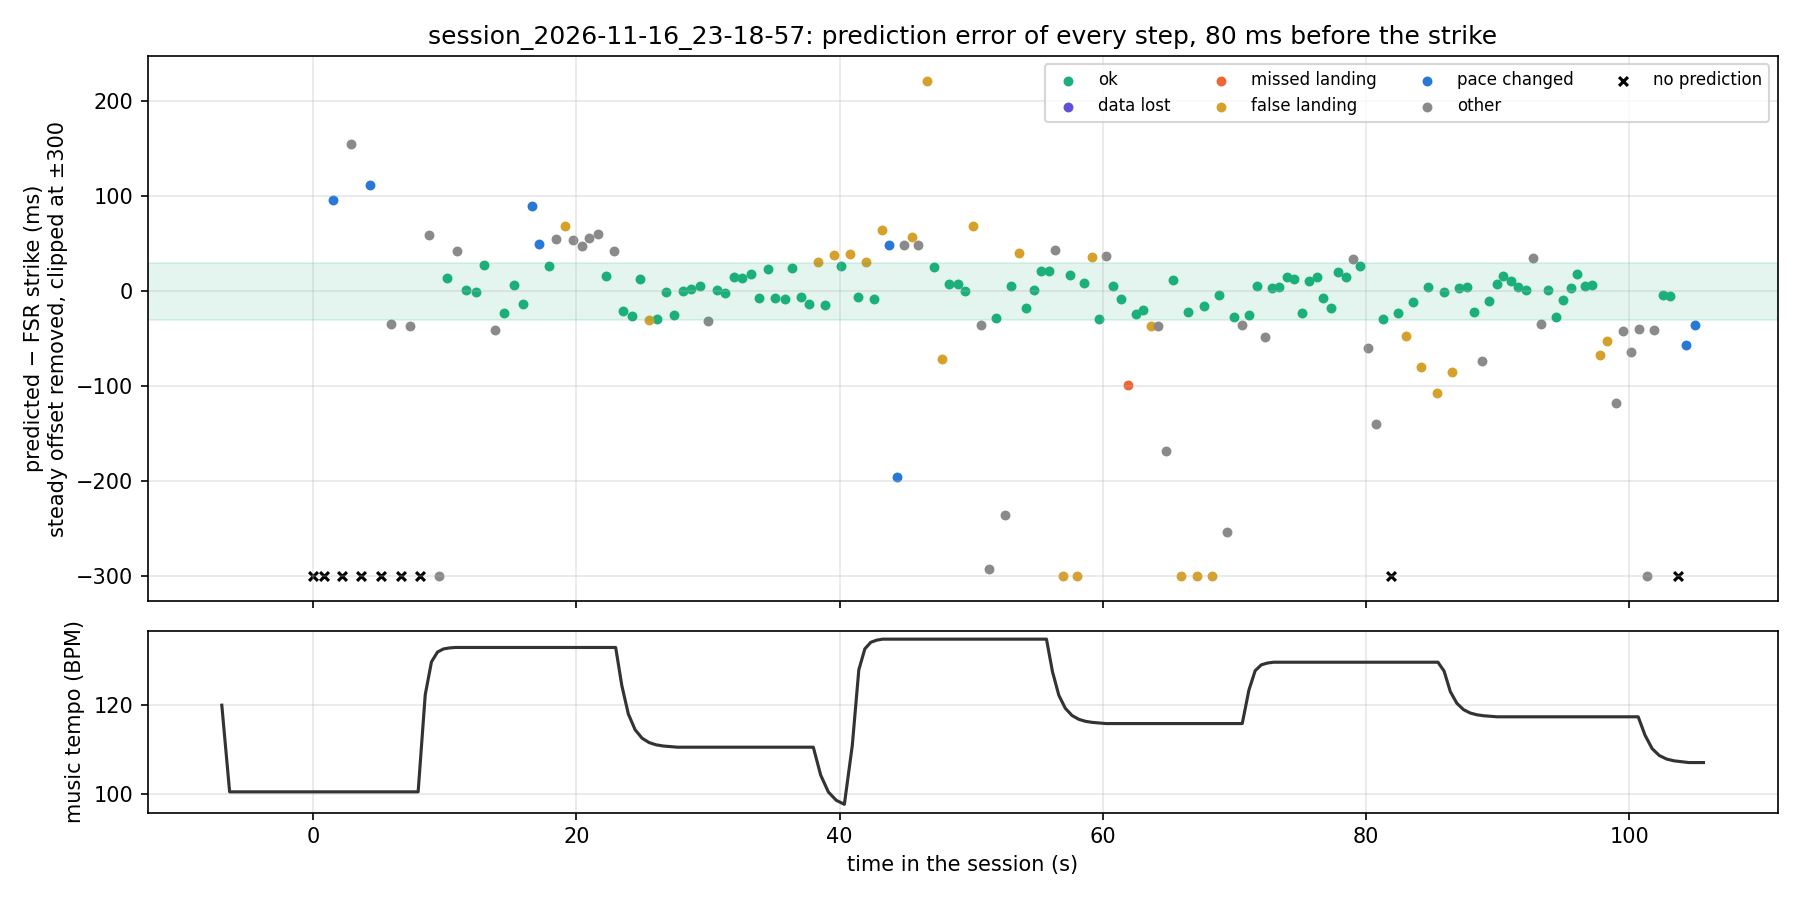 session_2026-11-16_23-18-57: prediction error of every step, 80 ms before the strike
ok
missed landing
pace changed
no prediction
data lost
false landing
other
predicted − FSR strike (ms)
steady offset removed, clipped at ±300
200
100
0
−100
−200
−300
music tempo (BPM)
120
100
0
20
40
60
80
100
time in the session (s)